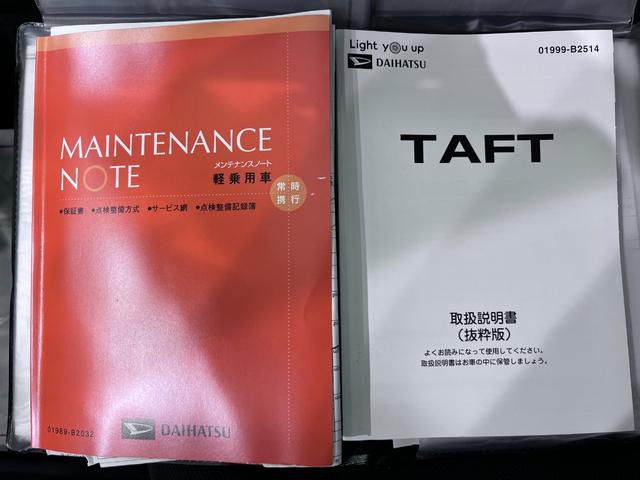 MAINTENANCE
NOTE
メンテナンスノート
軽乗用車
常時
携行
●保証書 ●点検整備方式 ●サービス網 ●点検整備記録簿
01989-B2032
DAIHATSU
Light you up
DAIHATSU
01999-B2514
TAFT
取扱説明書
(抜粋版)
よくお読みになって使用してください。
取扱説明書はお車の中に保管しましょう。